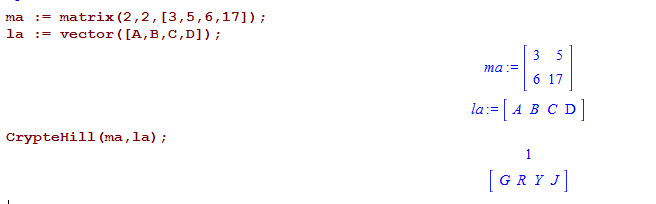 ma := matrix(2,2,[3,5,6,17]);
la := vector([A,B,C,D]);
ma := [ 3 5
6 17 ]
la := [ A B C D ]
CrypteHill(ma,la);
1
[ G R Y J ]